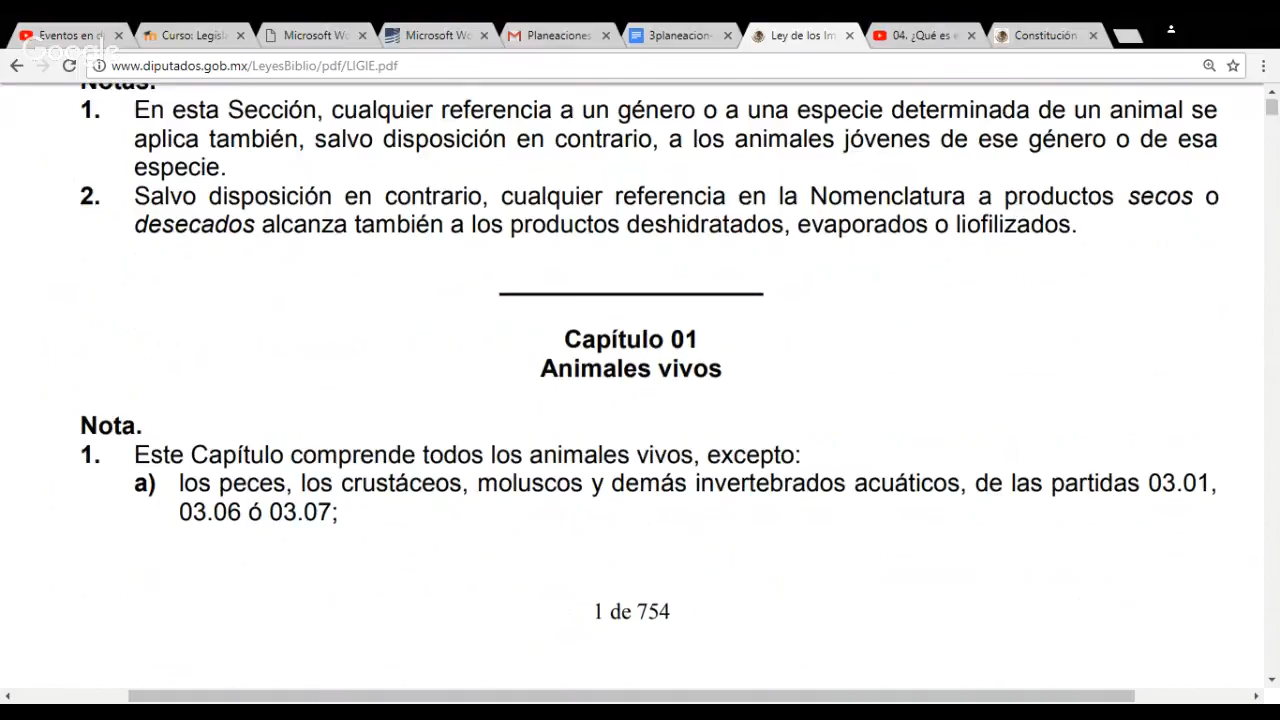 Eventos en d
Curso: Legisla
Microsoft Wo
Microsoft Wo
Planeaciones
3planeacion-
Ley de los Im
04. ¿Qué es e
Constitución
Google
www.diputados.gob.mx/LeyesBiblio/pdf/LIGIE.pdf
Notas.
1. En esta Sección, cualquier referencia a un género o a una especie determinada de un animal se
aplica también, salvo disposición en contrario, a los animales jóvenes de ese género o de esa
especie.
2. Salvo disposición en contrario, cualquier referencia en la Nomenclatura a productos secos o
desecados alcanza también a los productos deshidratados, evaporados o liofilizados.
Capítulo 01
Animales vivos
Nota.
1. Este Capítulo comprende todos los animales vivos, excepto:
a) los peces, los crustáceos, moluscos y demás invertebrados acuáticos, de las partidas 03.01,
03.06 ó 03.07;
1 de 754